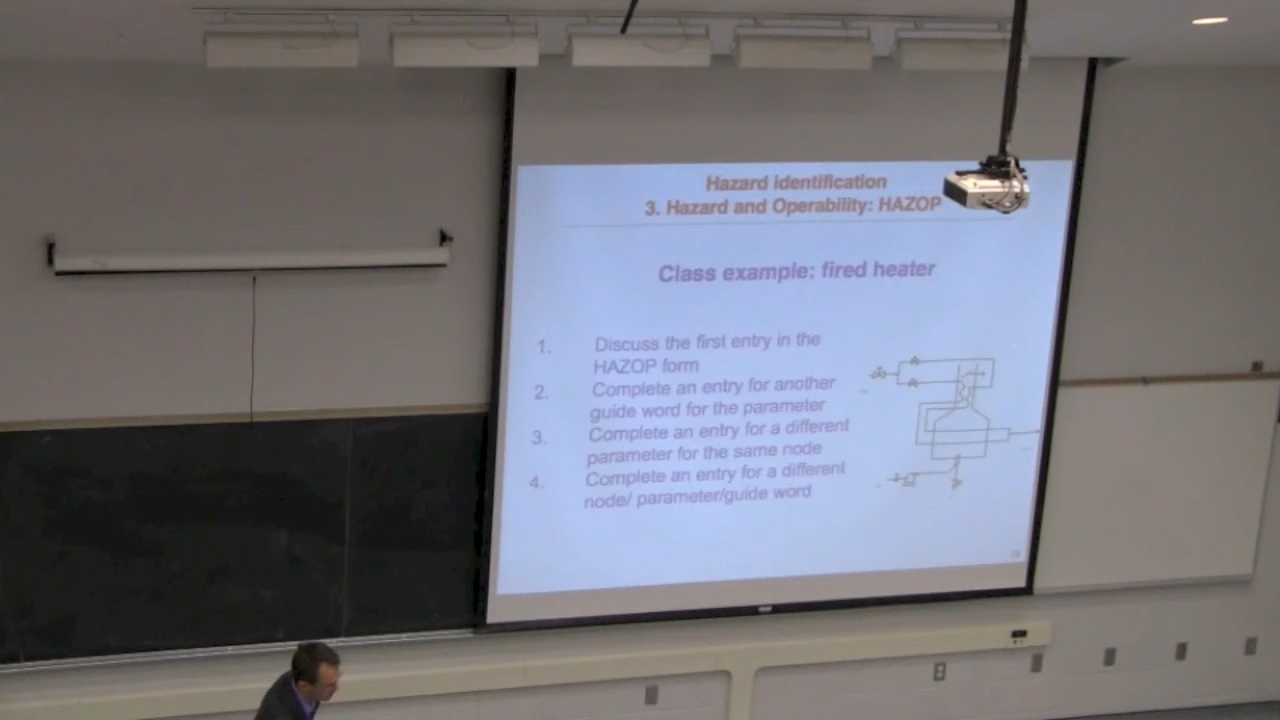 Hazard identification
3. Hazard and Operability: HAZOP
Class example: fired heater
1. Discuss the first entry in the
HAZOP form
2. Complete an entry for another
guide word for the parameter
3. Complete an entry for a different
parameter for the same node
4. Complete an entry for a different
node/ parameter/guide word